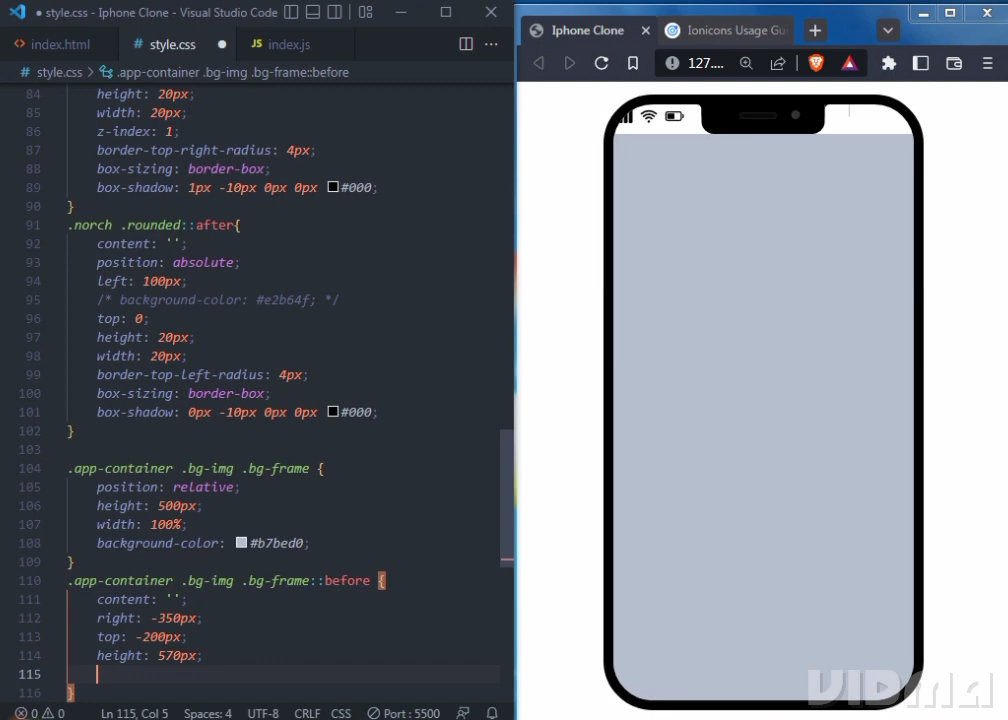 ● style.css - Iphone Clone - Visual Studio Code
<> index.html
# style.css ●
JS index.js
# style.css > .app-container .bg-img .bg-frame::before
84 height: 20px;
85 width: 20px;
86 z-index: 1;
87 border-top-right-radius: 4px;
88 box-sizing: border-box;
89 box-shadow: 1px -10px 0px 0px #000;
90 }
91 .norch .rounded::after{
92 content: '';
93 position: absolute;
94 left: 100px;
95 /* background-color: #e2b64f; */
96 top: 0;
97 height: 20px;
98 width: 20px;
99 border-top-left-radius: 4px;
100 box-sizing: border-box;
101 box-shadow: 0px -10px 0px 0px #000;
102 }
103
104 .app-container .bg-img .bg-frame {
105 position: relative;
106 height: 500px;
107 width: 100%;
108 background-color: #b7bed0;
109 }
110 .app-container .bg-img .bg-frame::before {
111 content: '';
112 right: -350px;
113 top: -200px;
114 height: 570px;
115
116 }
0 0 Ln 115, Col 5 Spaces: 4 UTF-8 CRLF CSS Port : 5500
Iphone Clone
Ionicons Usage Gui
127....
VIDMA